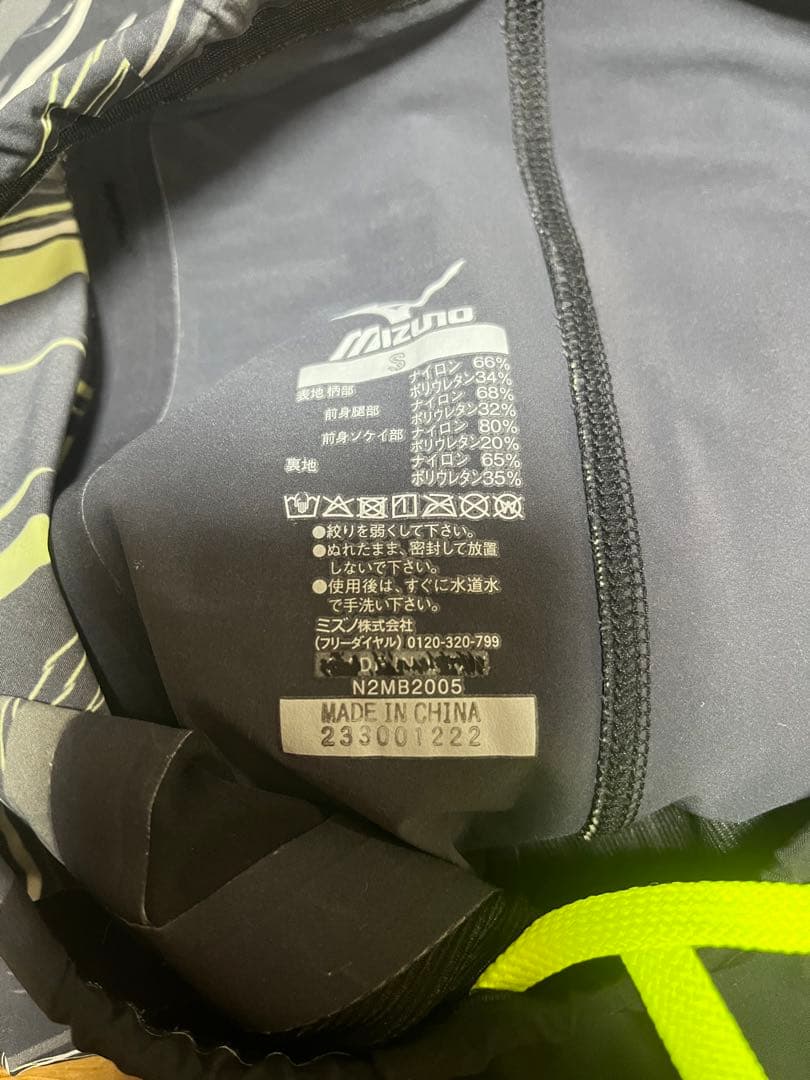 MIZUNO
S
表地 柄部 ナイロン 66%
ポリウレタン34%
前身腿部 ナイロン 68%
ポリウレタン32%
前身ソケイ部 ナイロン 80%
ポリウレタン20%
裏地 ナイロン 65%
ポリウレタン35%
●絞りを弱くして下さい。
●ぬれたまま、密封して放置
しないで下さい。
●使用後は、すぐに水道水
で手洗い下さい。
ミズノ株式会社
(フリーダイヤル) 0120-320-799
N2MB2005
MADE IN CHINA
233001222